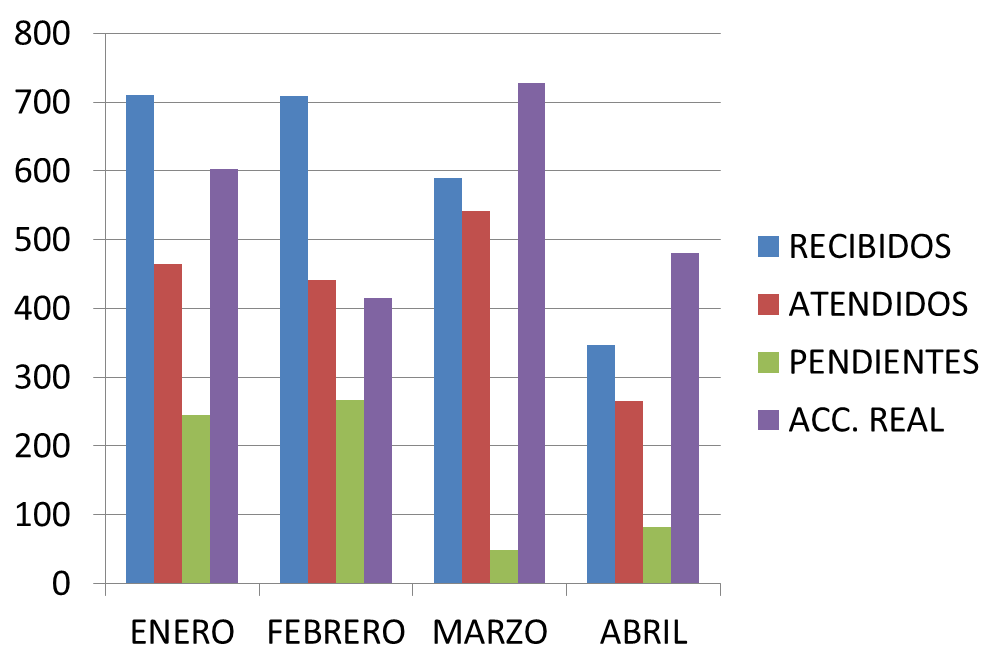 800
700
600
500
400
300
200
100
0
ENERO FEBRERO MARZO ABRIL
RECIBIDOS
ATENDIDOS
PENDIENTES
ACC. REAL